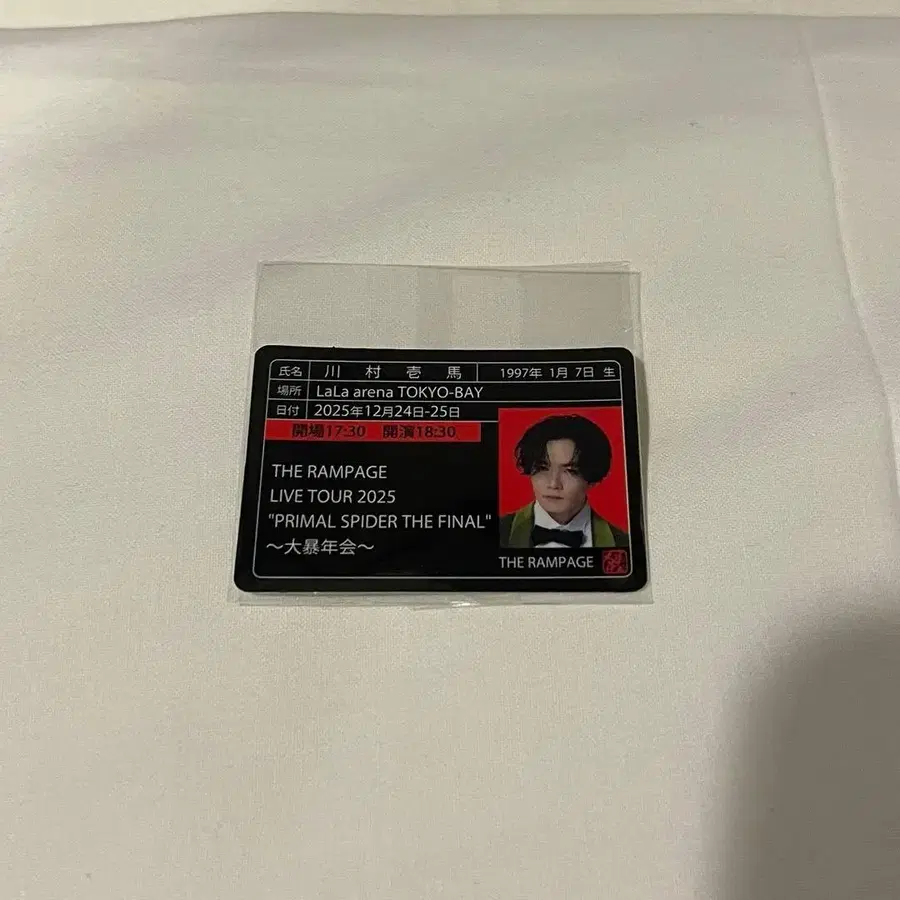 氏名 川村壱馬 1997年 1月 7日 生
場所 LaLa arena TOKYO-BAY
日付 2025年12月24日-25日
開場17:30 開演18:30
THE RAMPAGE
LIVE TOUR 2025
"PRIMAL SPIDER THE FINAL"
～大暴年会～
THE RAMPAGE